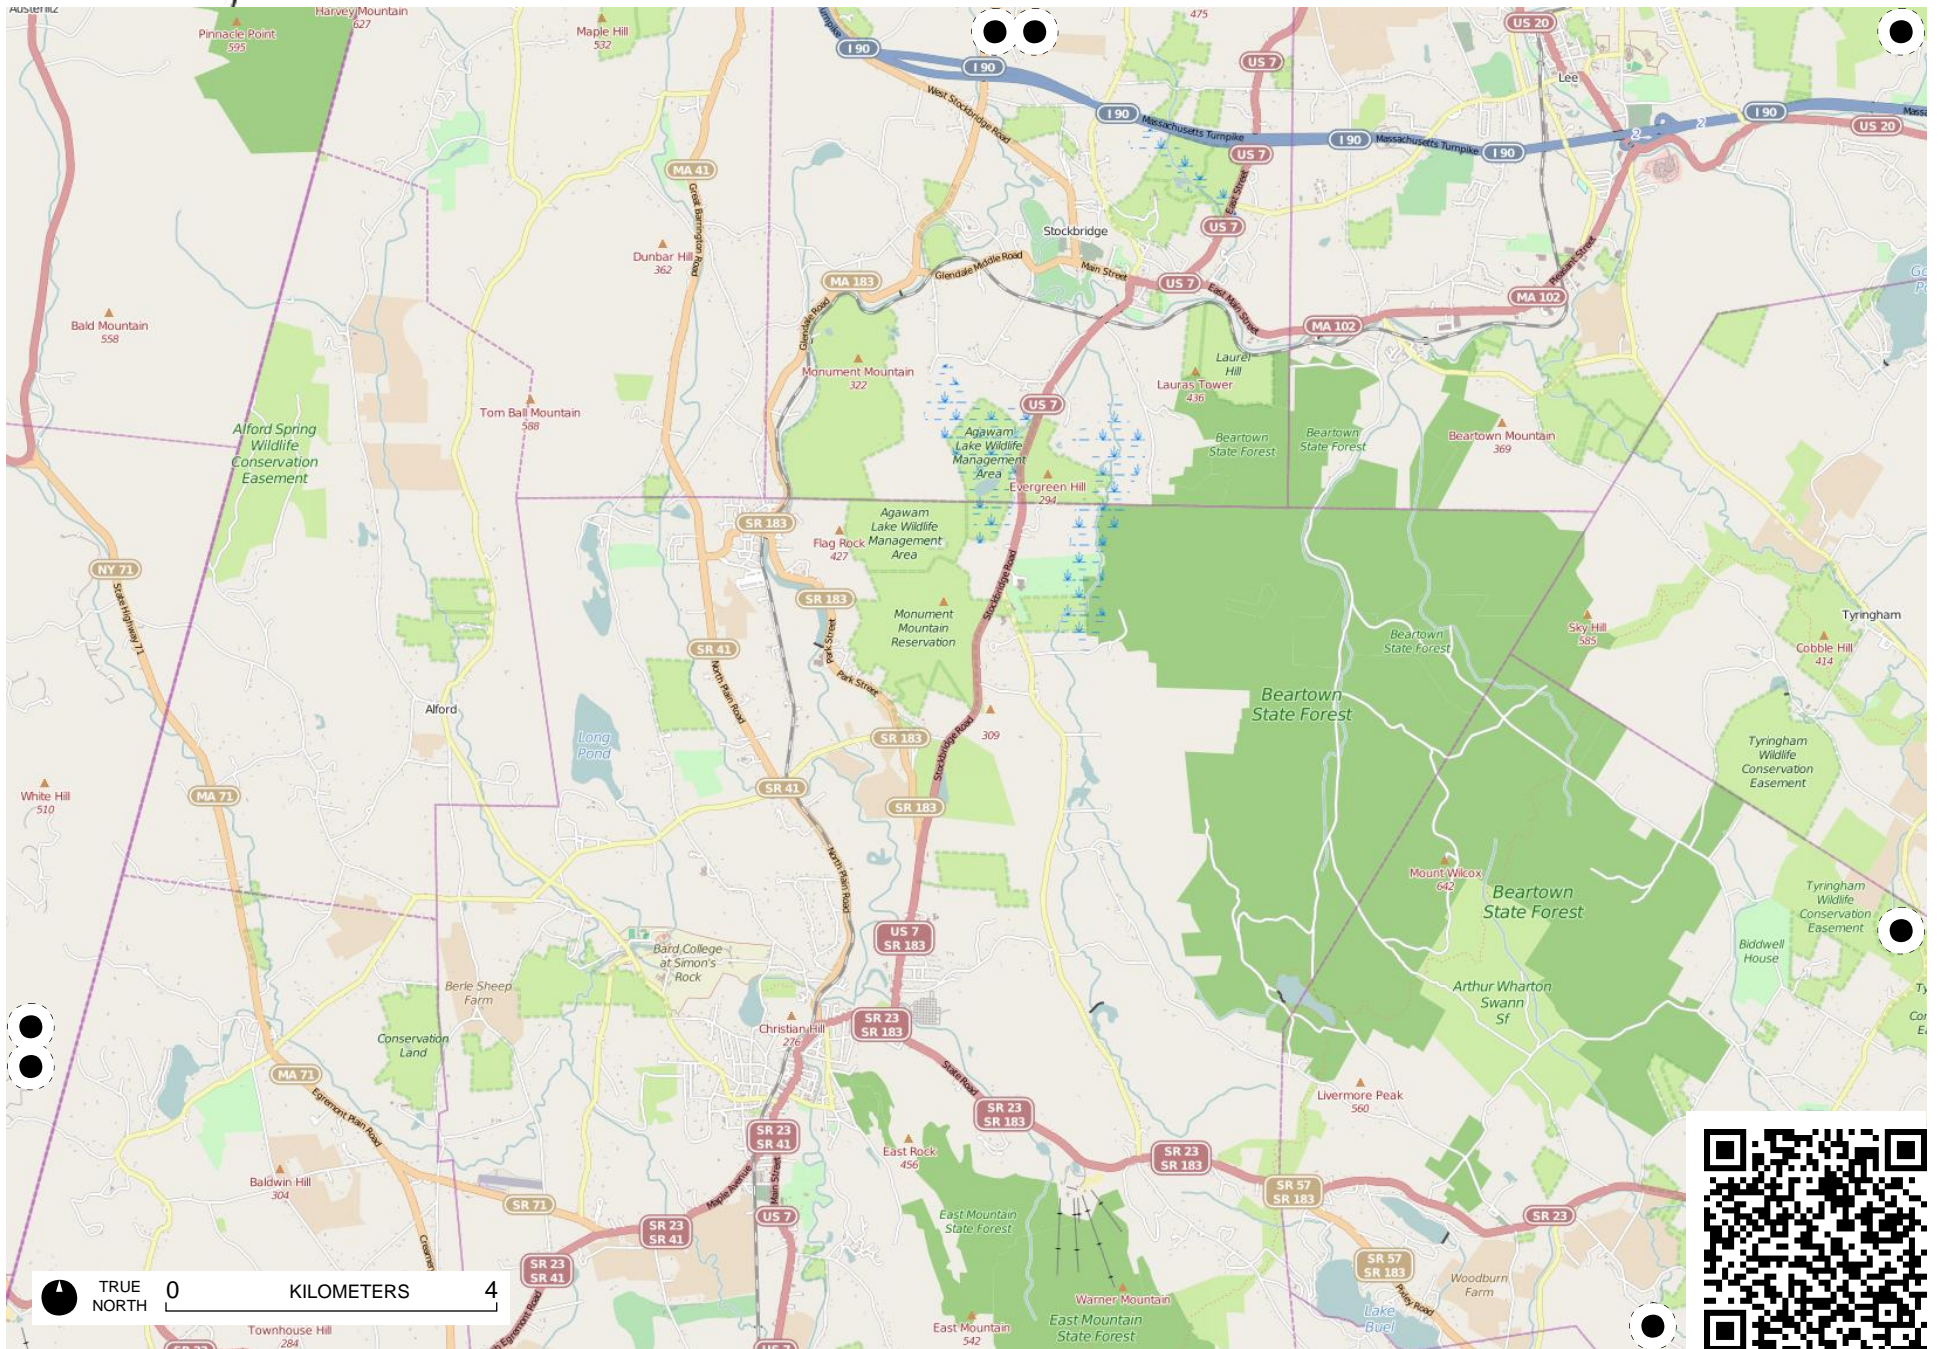 Austerlitz
Pinnacle Point
595
Harvey Mountain
627
Maple Hill
532
Turnpike
I 90
I 90
475
US 7
US 20
Lee
West Stockbridge Road
I 90
Massachusetts Turnpike
I 90
Massachusetts Turnpike
I 90
2
2
I 90
US 20
Massa
MA 41
Great Barrington Road
US 7
East Street
US 7
Dunbar Hill
362
Stockbridge
Glendale Middle Road
Main Street
MA 183
Glendale Road
US 7
East Main Street
MA 102
MA 102
Pleasant Street
Bald Mountain
558
Monument Mountain
322
Laurel
Hill
Lauras Tower
436
Tom Ball Mountain
588
US 7
Alford Spring
Wildlife
Conservation
Easement
Agawam
Lake Wildlife
Management
Area
Evergreen Hill
294
Beartown
State Forest
Beartown
State Forest
Beartown Mountain
369
SR 183
Flag Rock
427
Agawam
Lake Wildlife
Management
Area
NY 71
State Highway 71
SR 183
Park Street
Park Street
Monument
Mountain
Reservation
Stockbridge Road
SR 41
North Plain Road
Beartown
State Forest
Sky Hill
585
Tyringham
Cobble Hill
414
Alford
Long
Pond
SR 183
Stockbridge Road
309
Beartown
State Forest
Tyringham
Wildlife
Conservation
Easement
White Hill
510
MA 71
SR 41
SR 183
North Plain Road
Mount Wilcox
642
Beartown
State Forest
Tyringham
Wildlife
Conservation
Easement
US 7
SR 183
Bard College
at Simon's
Rock
Biddwell
House
Berle Sheep
Farm
Arthur Wharton
Swann
Sf
Conservation
Land
Christian Hill
276
SR 23
SR 183
State Road
MA 71
Egremont Plain Road
SR 23
SR 183
Livermore Peak
560
SR 23
SR 41
East Rock
456
SR 23
SR 183
Baldwin Hill
304
SR 71
Maple Avenue
Main Street
SR 57
SR 183
SR 23
SR 41
US 7
East Mountain
State Forest
SR 23
SR 23
SR 41
SR 57
SR 183
Woodburn
Farm
Pixley Road
Lake
Buel
Warner Mountain
East Mountain
542
East Mountain
State Forest
Townhouse Hill
284
TRUE
NORTH
0 KILOMETERS 4